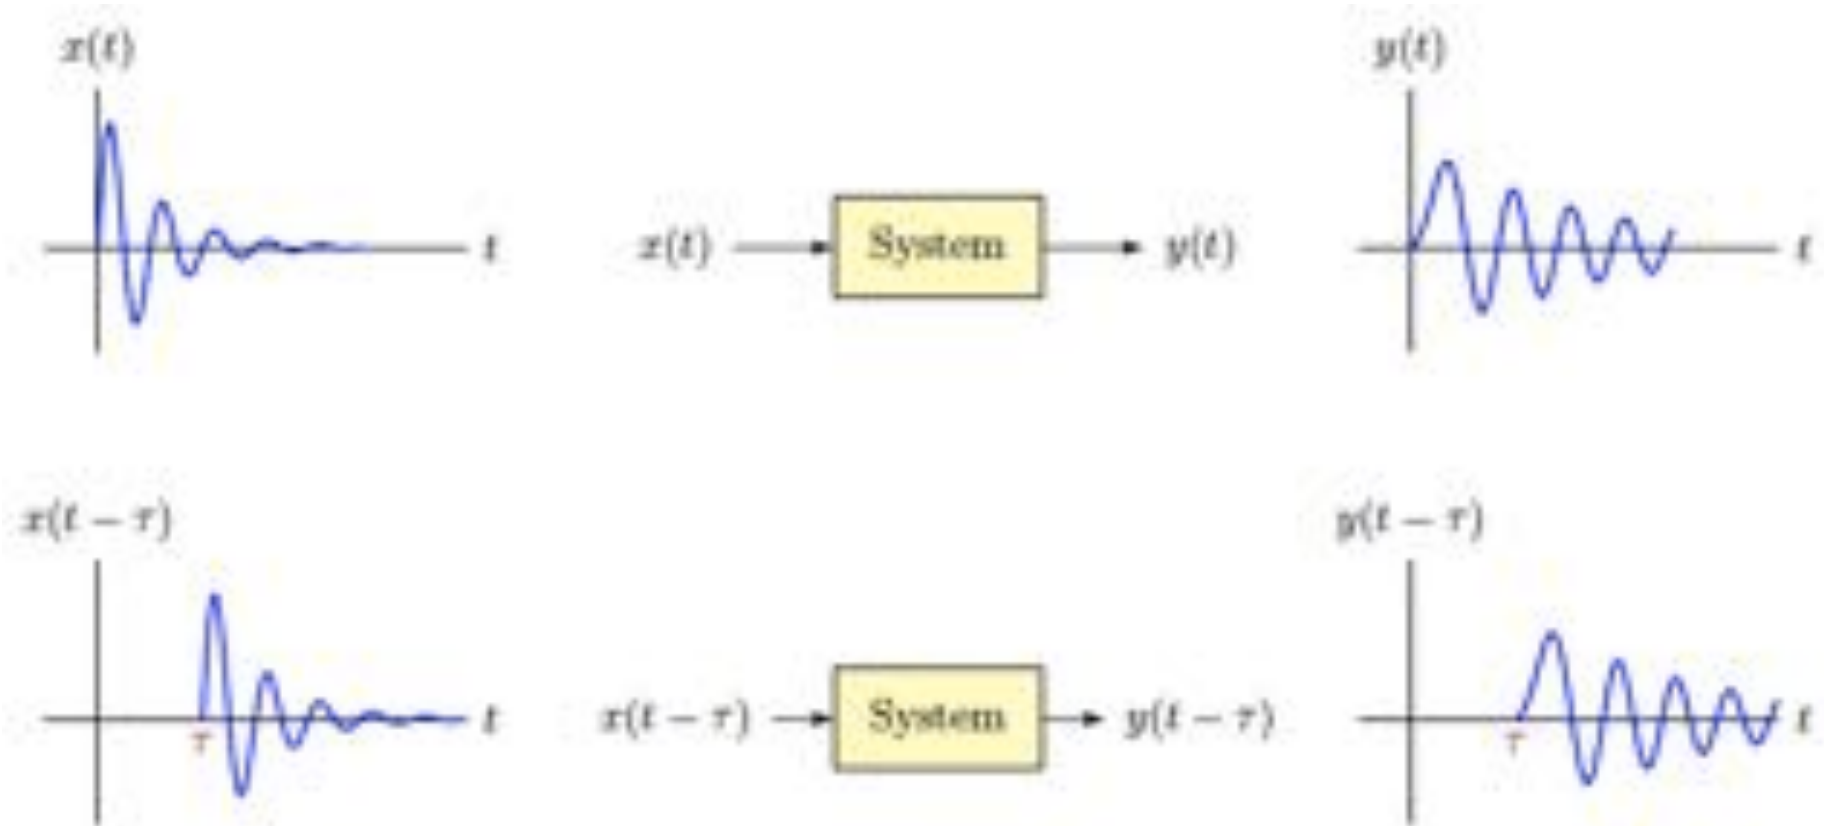 x(t)
y(t)
t
x(t)
System
y(t)
t
x(t − τ)
y(t − τ)
t
τ
x(t − τ)
System
y(t − τ)
t
τ